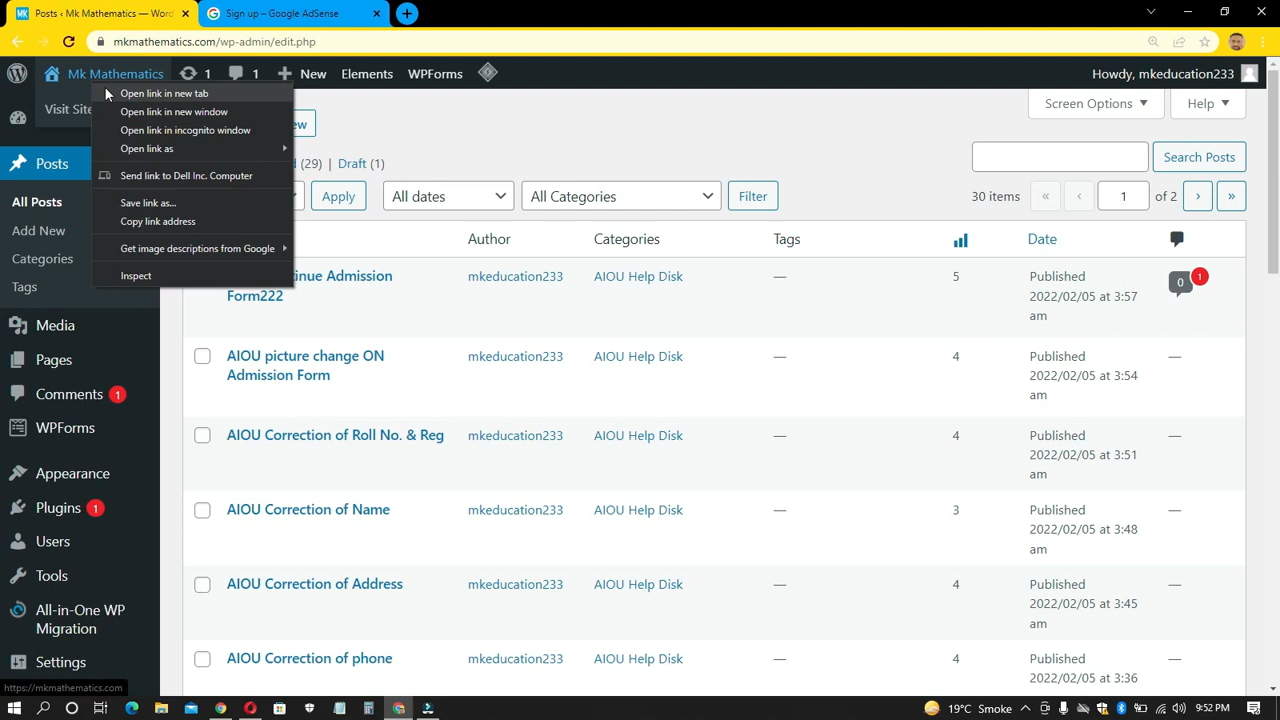 Posts ‹ Mk Mathematics — Wor
Sign up – Google AdSense
mkmathematics.com/wp-admin/edit.php
Mk Mathematics
1
1
New
Elements
WPForms
Howdy, mkeducation233
Visit Site
Open link in new tab
Open link in new window
Open link in incognito window
Open link as
Send link to Dell Inc. Computer
Save link as...
Copy link address
Get image descriptions from Google
Inspect
Screen Options
Help
Posts
All Posts
Add New
Categories
Tags
Media
Pages
Comments 1
WPForms
Appearance
Plugins 1
Users
Tools
All-in-One WP
Migration
Settings
(29)
Draft (1)
Search Posts
Apply
All dates
All Categories
Filter
30 items
«
‹
1
of 2
›
»
Author
Categories
Tags
Date
tinue Admission
Form222
mkeducation233
AIOU Help Disk
—
5
Published
2022/02/05 at 3:57
am
0
1
AIOU picture change ON
Admission Form
mkeducation233
AIOU Help Disk
—
4
Published
2022/02/05 at 3:54
am
—
AIOU Correction of Roll No. & Reg
mkeducation233
AIOU Help Disk
—
4
Published
2022/02/05 at 3:51
am
—
AIOU Correction of Name
mkeducation233
AIOU Help Disk
—
3
Published
2022/02/05 at 3:48
am
—
AIOU Correction of Address
mkeducation233
AIOU Help Disk
—
4
Published
2022/02/05 at 3:45
am
—
AIOU Correction of phone
mkeducation233
AIOU Help Disk
—
4
Published
2022/02/05 at 3:36
—
https://mkmathematics.com
19°C Smoke
9:52 PM